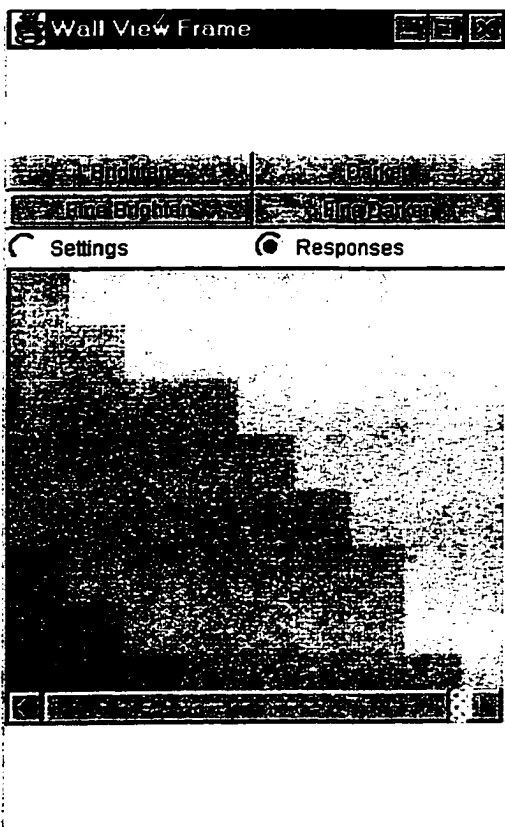 Wall View Frame
Brighten Darken
Fine Brighten Fine Darken
Settings Responses